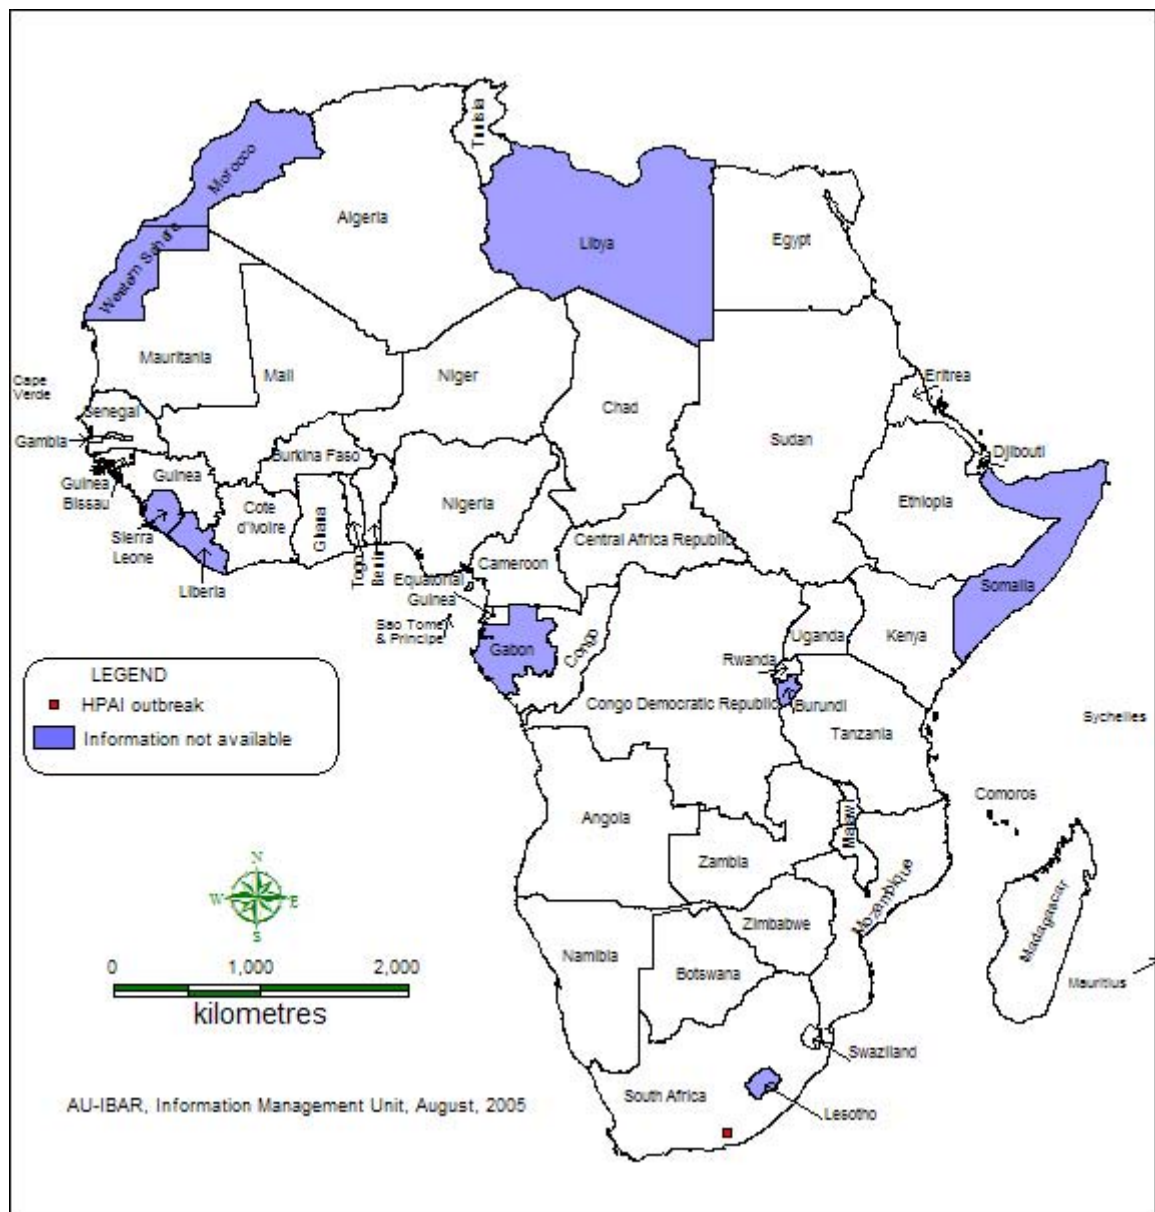 Tunisia
Morocco
Algeria
Libya
Egypt
Western Sahara
Mauritania
Mali
Niger
Chad
Sudan
Eritrea
Cape
Verde
Senegal
Gambia
Guinea
Bissau
Guinea
Burkina Faso
Djibouti
Sierra
Leone
Liberia
Cote
d'Ivoire
Ghana
Togo
Benin
Nigeria
Ethiopia
Central Africa Republic
Cameroon
Equatorial
Guinea
Sao Tome
& Principe
Gabon
Congo
Somalia
Uganda
Kenya
Rwanda
Burundi
Congo Democratic Republic
Tanzania
Sychelles
LEGEND
HPAI outbreak
Information not available
Comoros
Angola
Zambia
Malawi
Mozambique
Madagascar
Mauritius
N
W
E
S
Zimbabwe
Namibia
Botswana
0 1,000 2,000
kilometres
Swaziland
South Africa
Lesotho
AU-IBAR, Information Management Unit, August, 2005